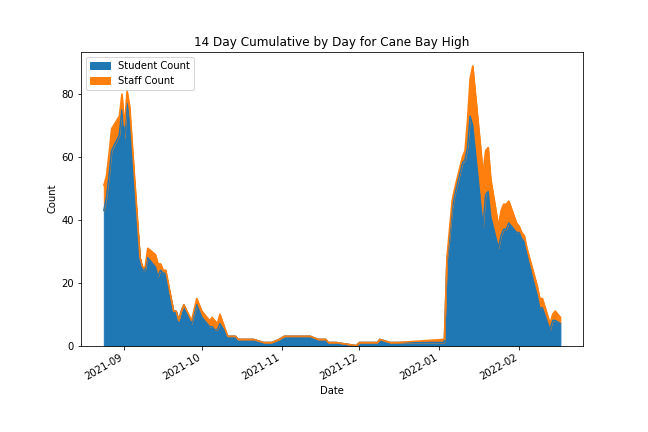 14 Day Cumulative by Day for Cane Bay High
Student Count
Staff Count
80
60
40
20
0
Count
2021-09
2021-10
2021-11
2021-12
2022-01
2022-02
Date